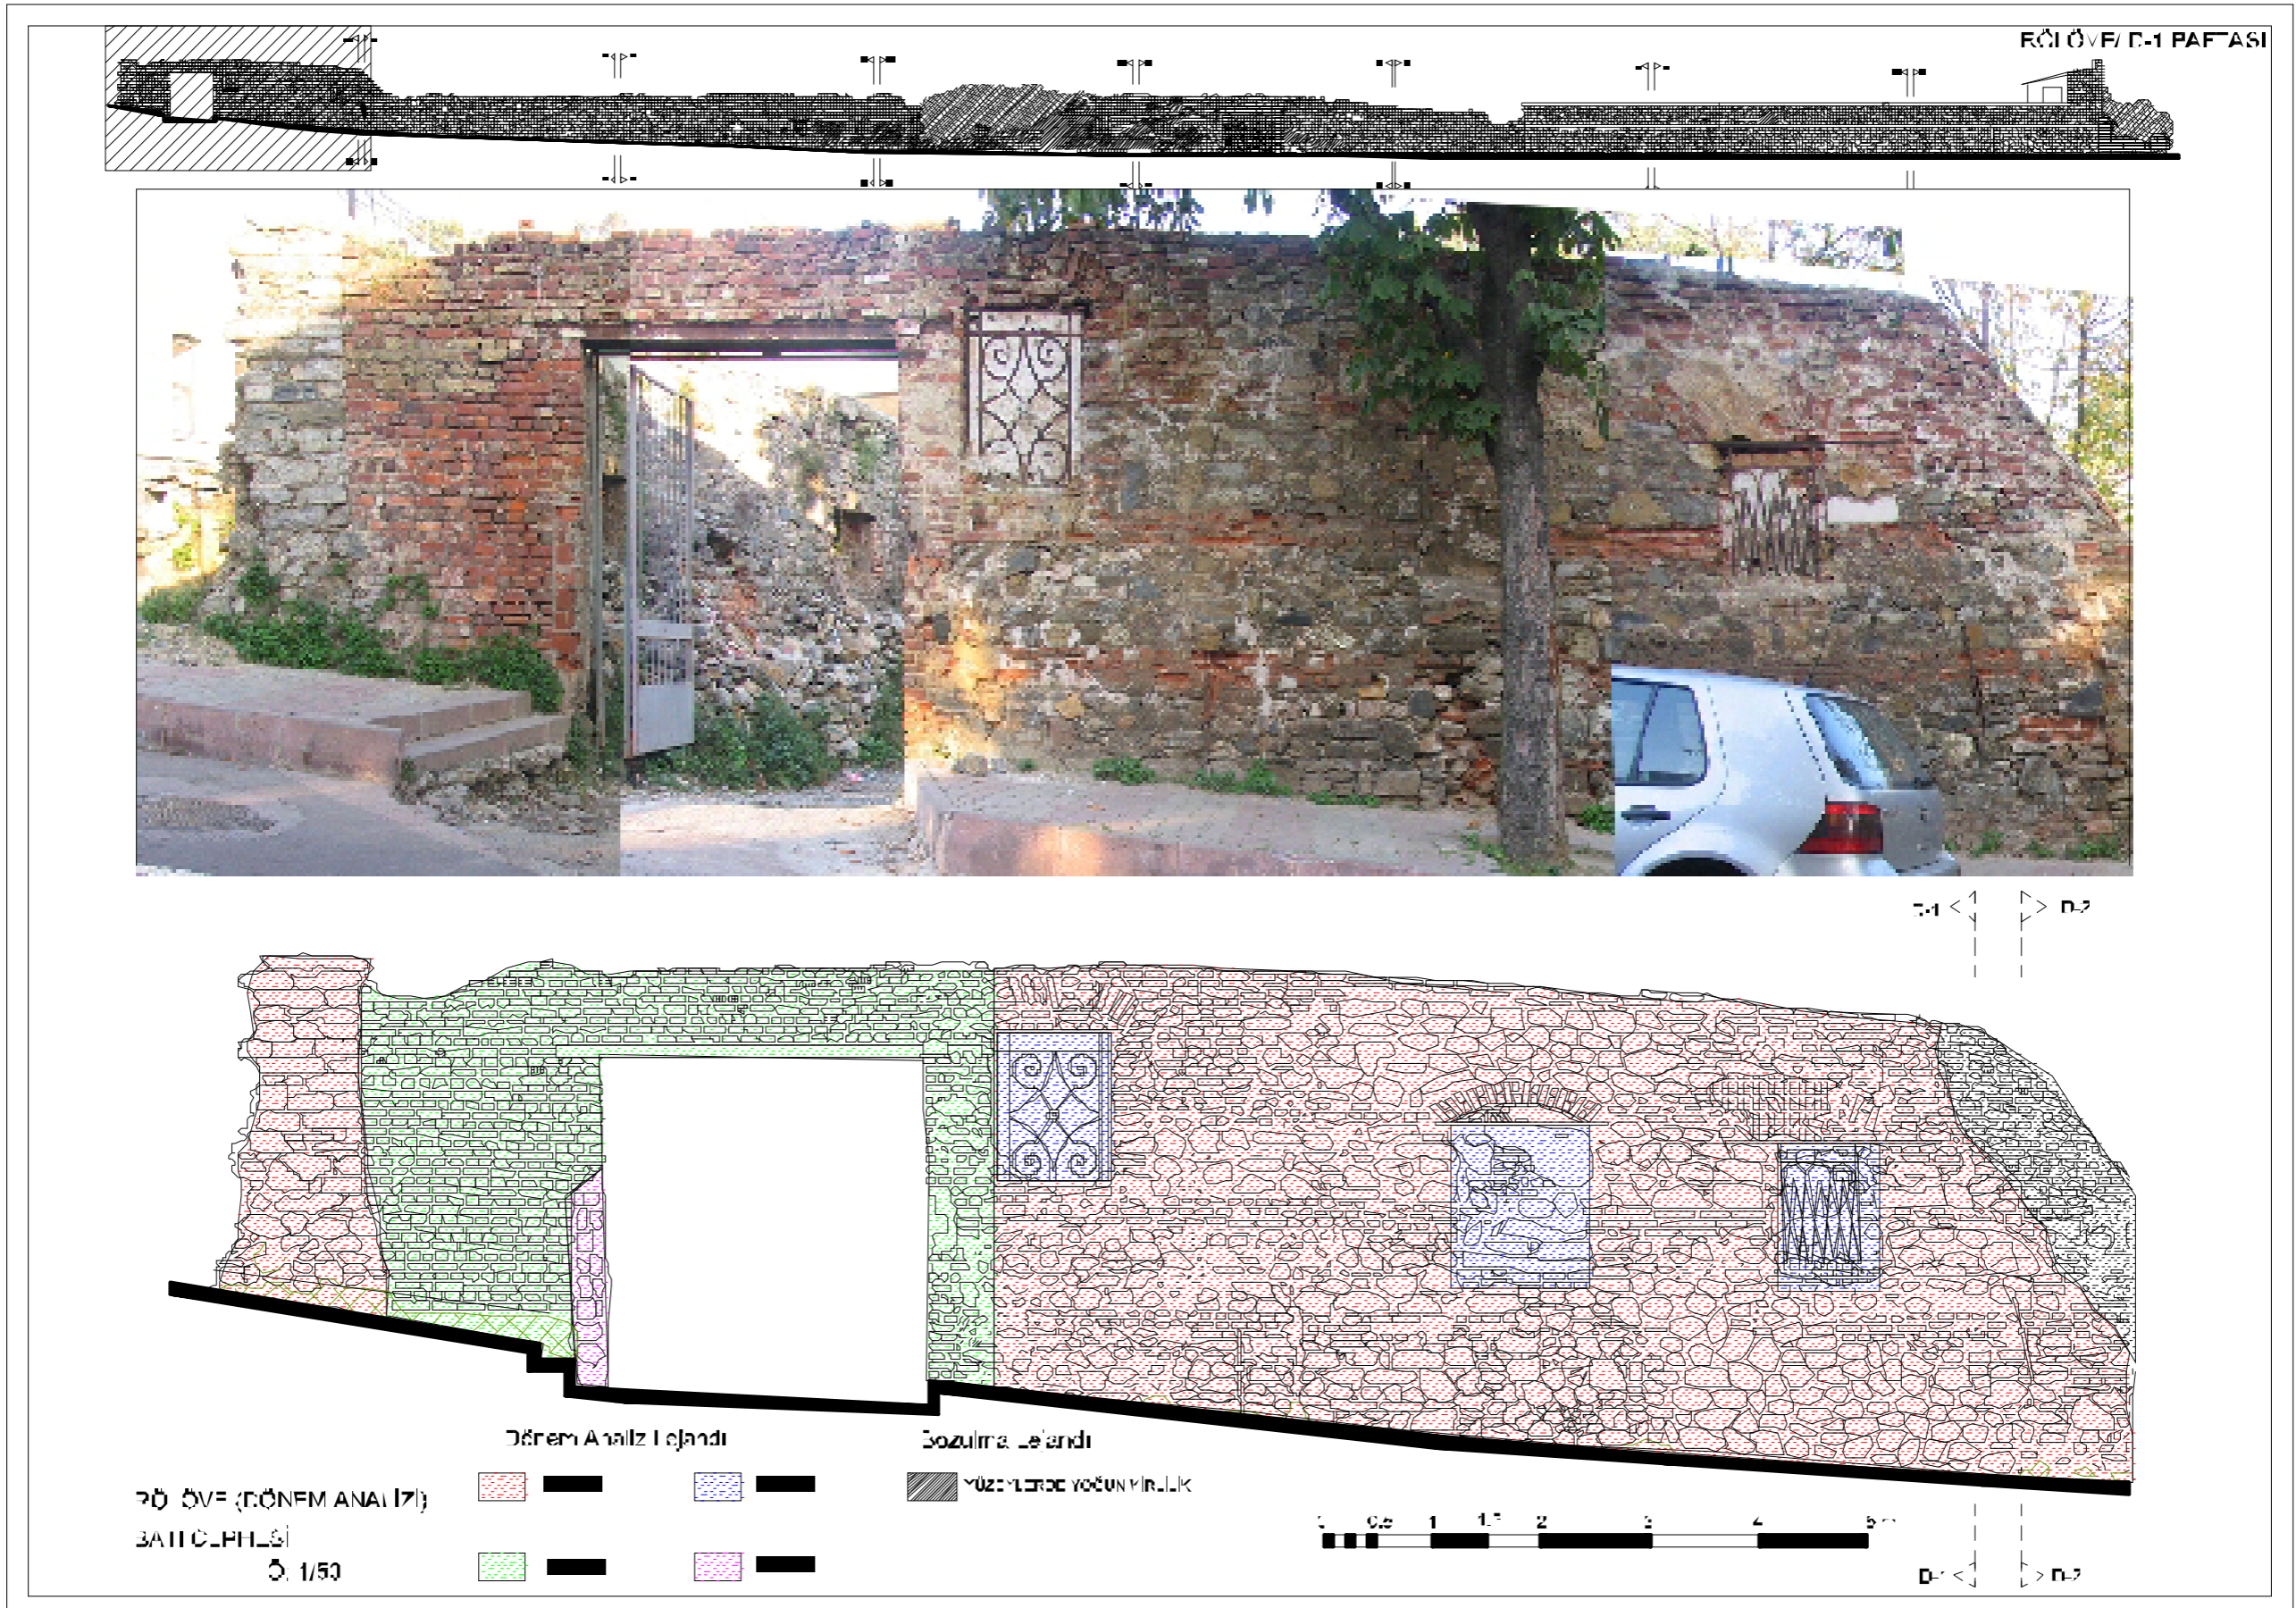 RÖLÖVE/ D-1 PAFTASI
D-1 D-2
Dönem Analiz Lejandı
Bozulma Lejandı
YÜZEYLERDE YOĞUN KİRLİLİK
RÖLÖVE (DÖNEM ANALİZİ)
BATI CEPHESİ
Ö: 1/50
0 0.5 1 1.5 2 3 4 5
D-1 D-2